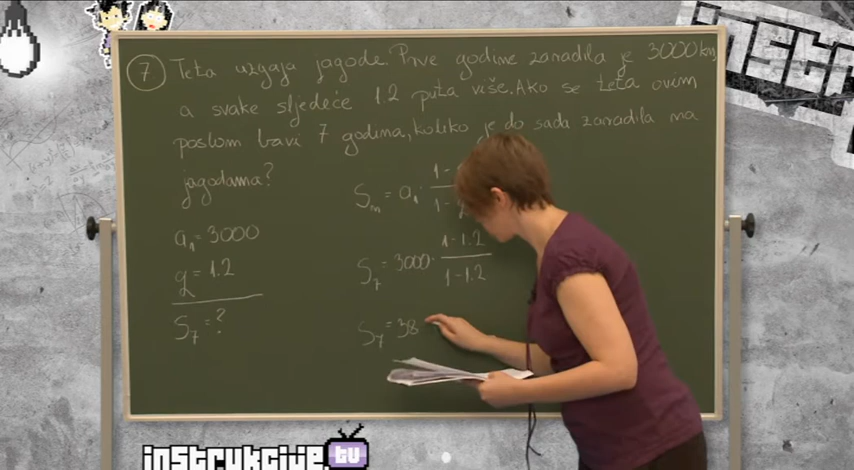 7 Teta uzgaja jagode. Prve godine zaradila je 3000 kn,
a svake sljedeće 1.2 puta više. Ako se teta ovim
poslom bavi 7 godina, koliko je do sada zaradila na
jagodama?
a₁ = 3000
q = 1.2
S₇ = ?
Sₙ = a₁ · 1 - 
1 - 
S₇ = 3000 · 1 - 1.2
1 - 1.2
S₇ = 38
instrukcije.tv